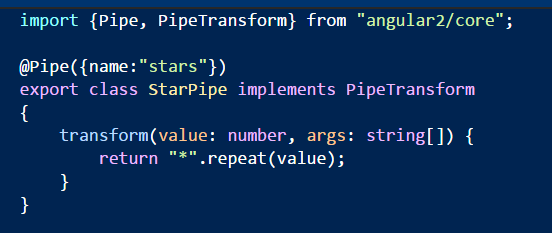 import {Pipe, PipeTransform} from "angular2/core";
@Pipe({name:"stars"})
export class StarPipe implements PipeTransform
{
transform(value: number, args: string[]) {
return "*".repeat(value);
}
}